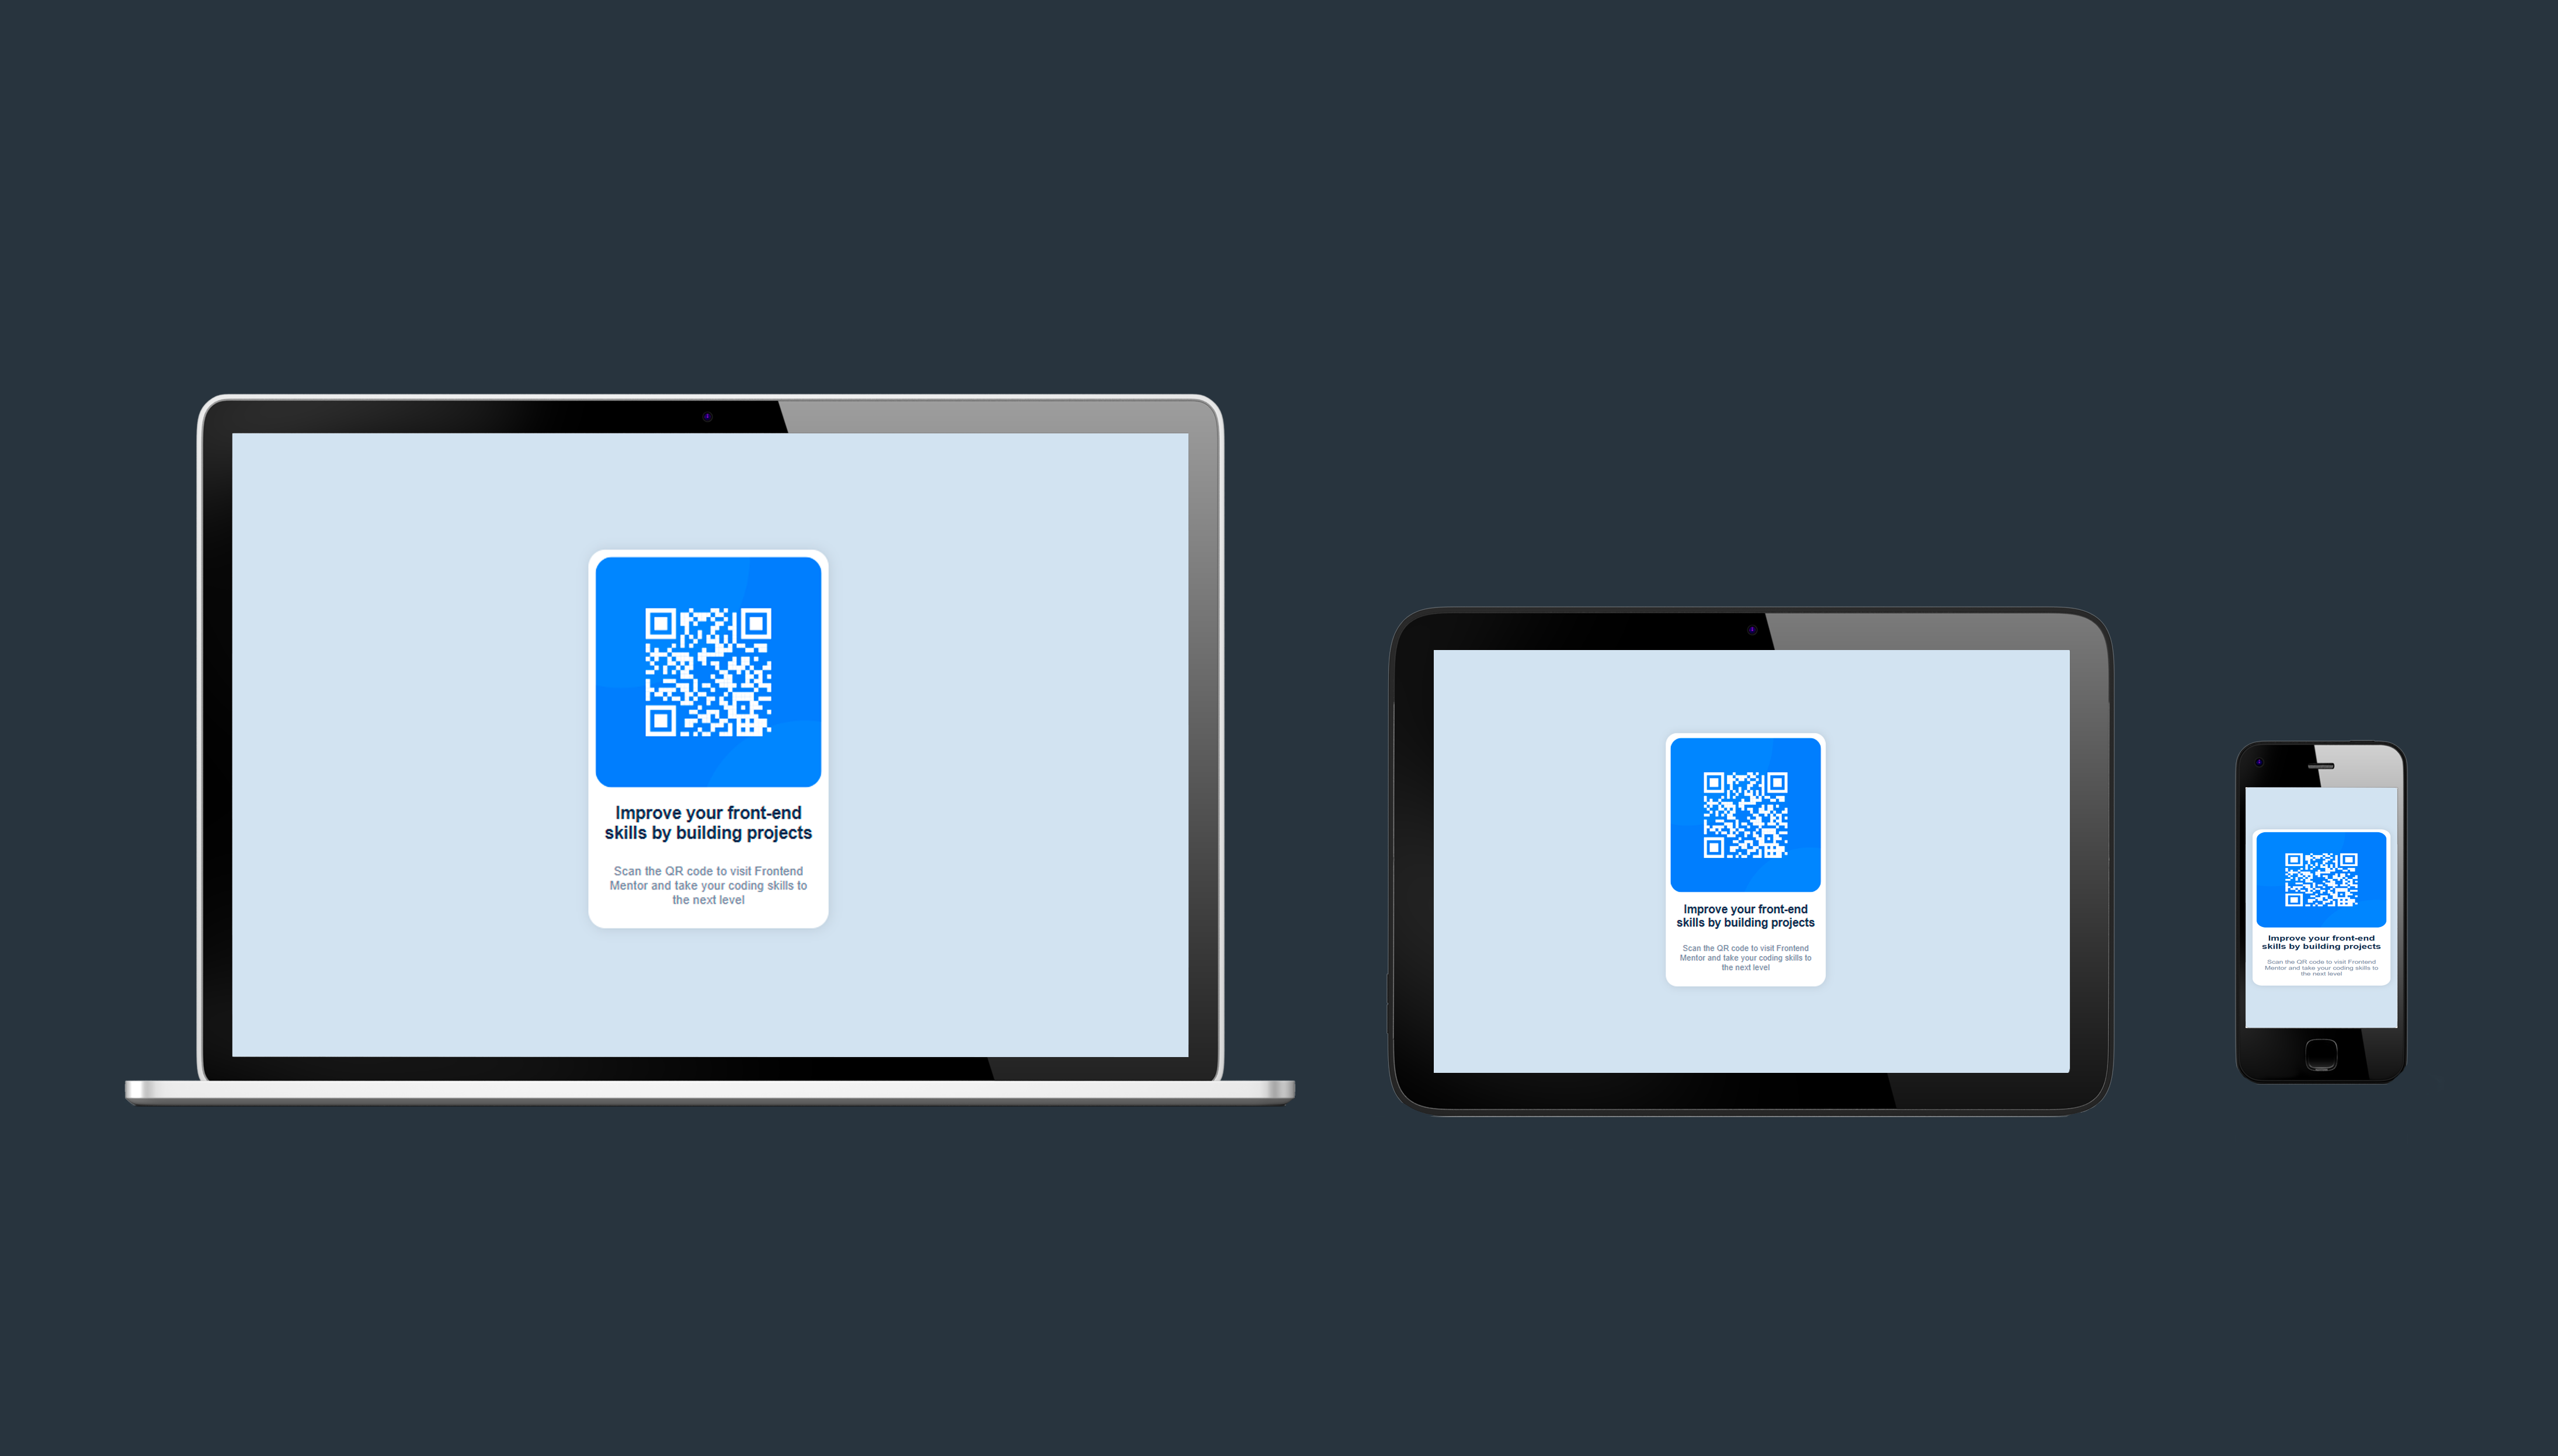 Improve your front-end
skills by building projects
Scan the QR code to visit Frontend
Mentor and take your coding skills to
the next level
Improve your front-end
skills by building projects
Scan the QR code to visit Frontend
Mentor and take your coding skills to
the next level
Improve your front-end
skills by building projects
Scan the QR code to visit Frontend
Mentor and take your coding skills to
the next level